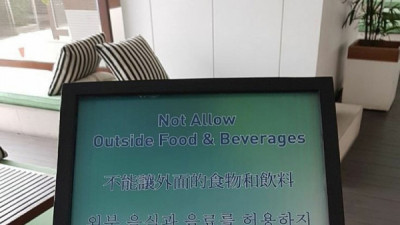 Not Allow
Outside Food & Beverages
不能讓外面的食物和飲料
외부 음식과 음료를 허용하지